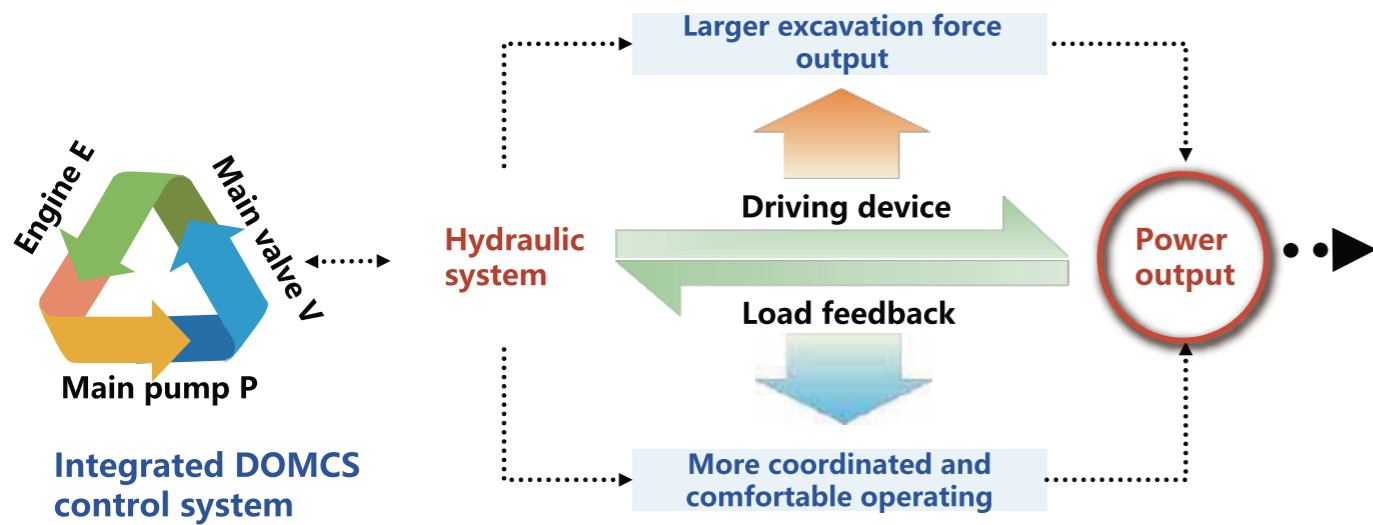 Larger excavation force
output
Engine E
Main valve V
Main pump P
Integrated DOMCS
control system
Hydraulic
system
Driving device
Load feedback
Power
output
More coordinated and
comfortable operating